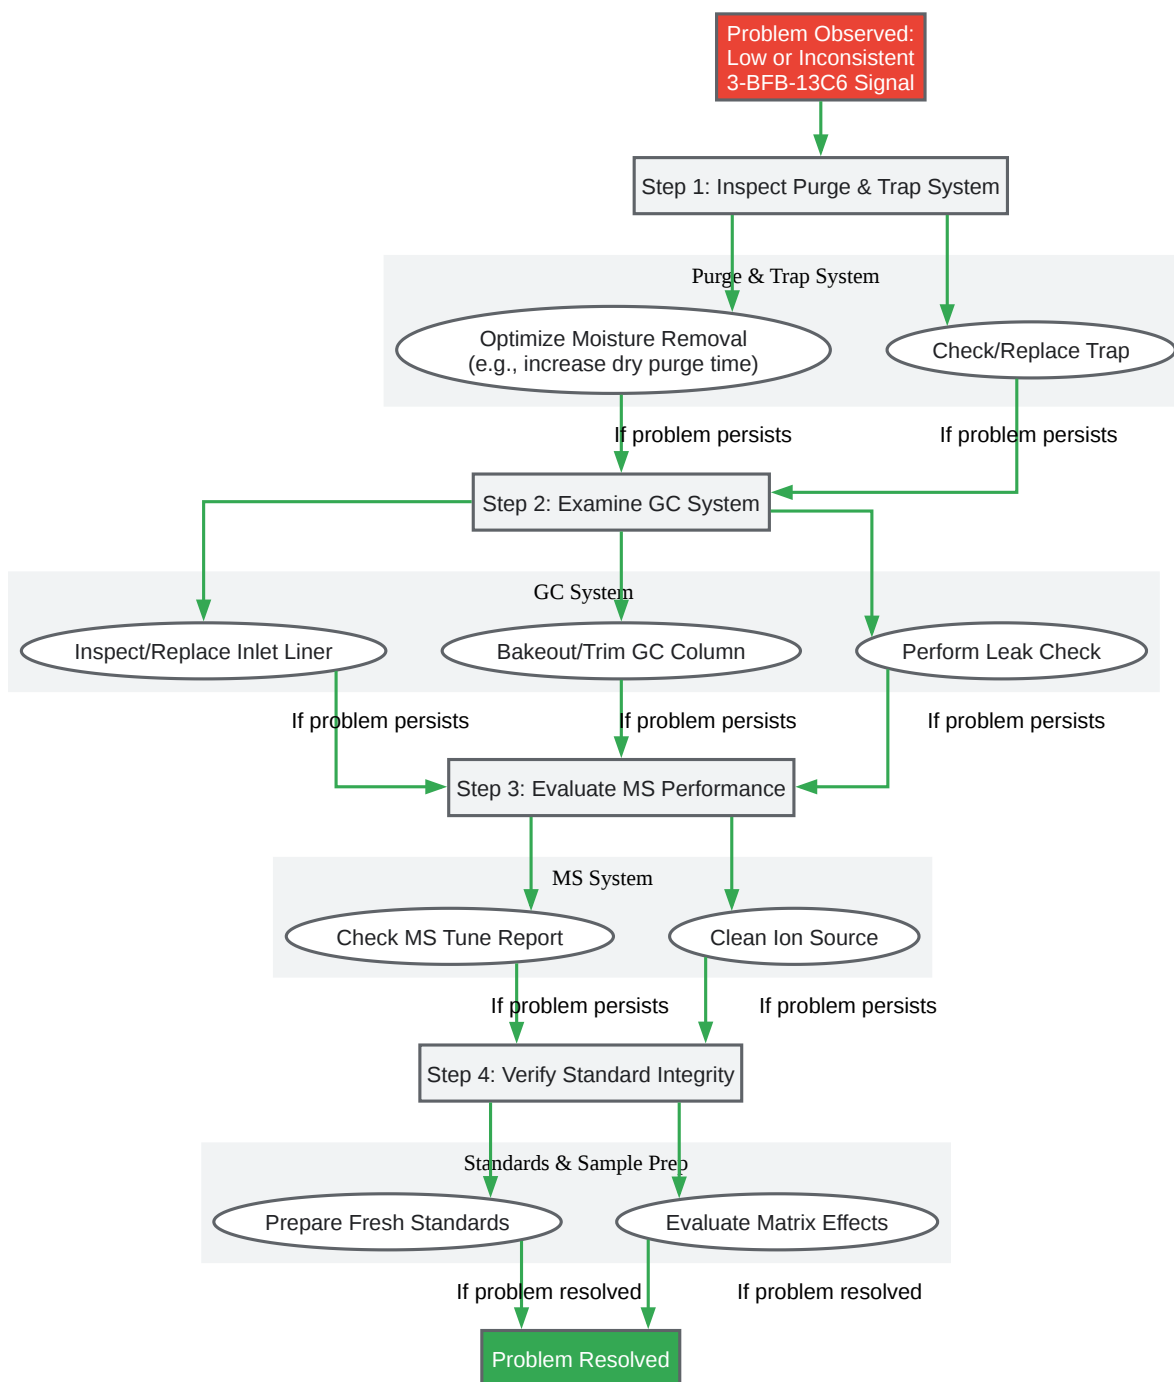 Problem Observed:
Low or Inconsistent
3-BFB-13C6 Signal
Step 1: Inspect Purge & Trap System
Purge & Trap System
Optimize Moisture Removal
(e.g., increase dry purge time)
Check/Replace Trap
If problem persists
If problem persists
Step 2: Examine GC System
GC System
Inspect/Replace Inlet Liner
Bakeout/Trim GC Column
Perform Leak Check
If problem persists
If problem persists
If problem persists
Step 3: Evaluate MS Performance
MS System
Check MS Tune Report
Clean Ion Source
If problem persists
If problem persists
Step 4: Verify Standard Integrity
Standards & Sample Prep
Prepare Fresh Standards
Evaluate Matrix Effects
If problem resolved
If problem resolved
Problem Resolved